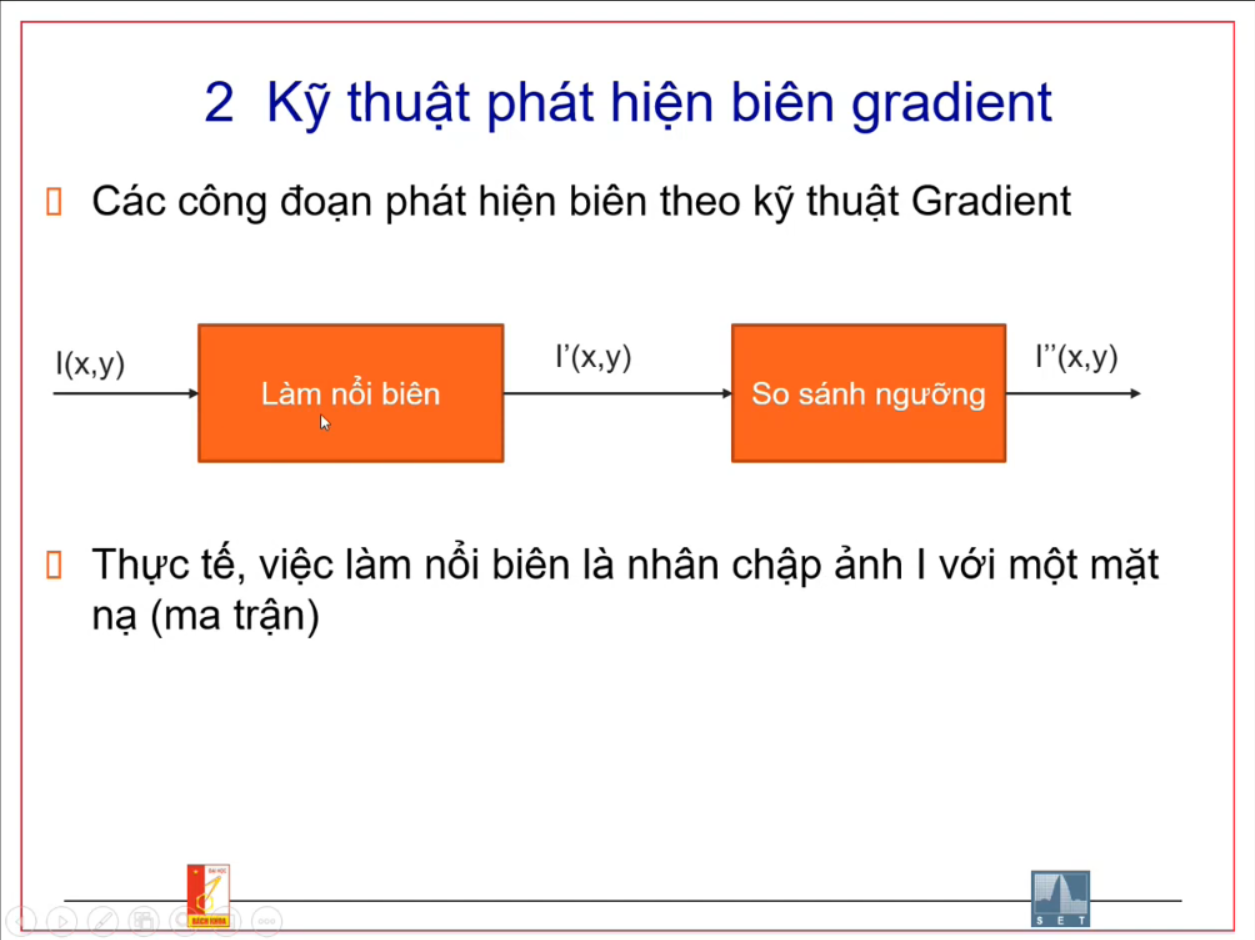 2 Kỹ thuật phát hiện biên gradient
Các công đoạn phát hiện biên theo kỹ thuật Gradient
I(x,y)
Làm nổi biên
I’(x,y)
So sánh ngưỡng
I’’(x,y)
Thực tế, việc làm nổi biên là nhân chập ảnh I với một mặt
nạ (ma trận)
ĐẠI HỌC
BÁCH KHOA
S E T